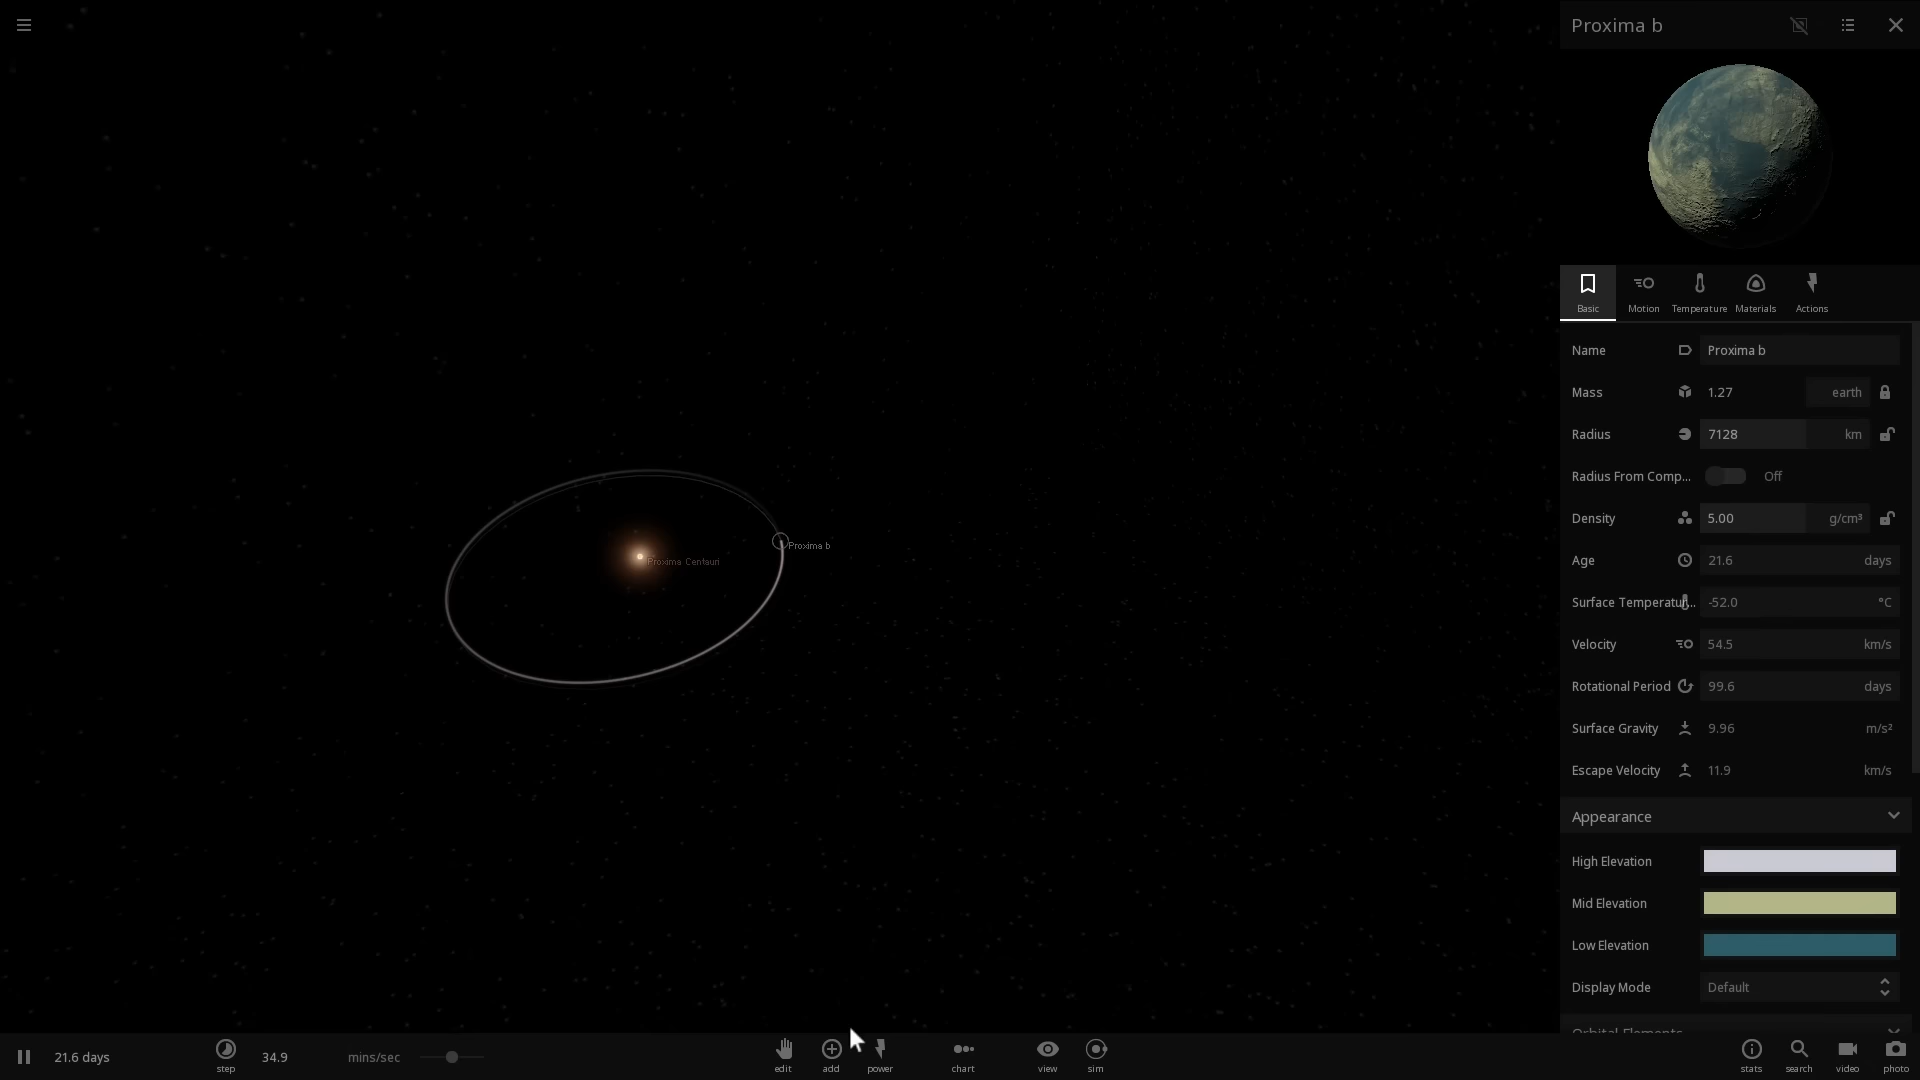 Proxima b
Basic
Motion
Temperature
Materials
Actions
Name Proxima b
Mass 1.27 earth
Radius 7128 km
Radius From Comp... Off
Density 5.00 g/cm³
Age 21.6 days
Surface Temperatur... -52.0 °C
Velocity 54.5 km/s
Rotational Period 99.6 days
Surface Gravity 9.96 m/s²
Escape Velocity 11.9 km/s
Appearance
High Elevation
Mid Elevation
Low Elevation
Display Mode Default
Orbital Elements
Proxima b
Proxima Centauri
21.6 days
step
34.9 mins/sec
edit
add
power
chart
view
sim
stats
search
video
photo